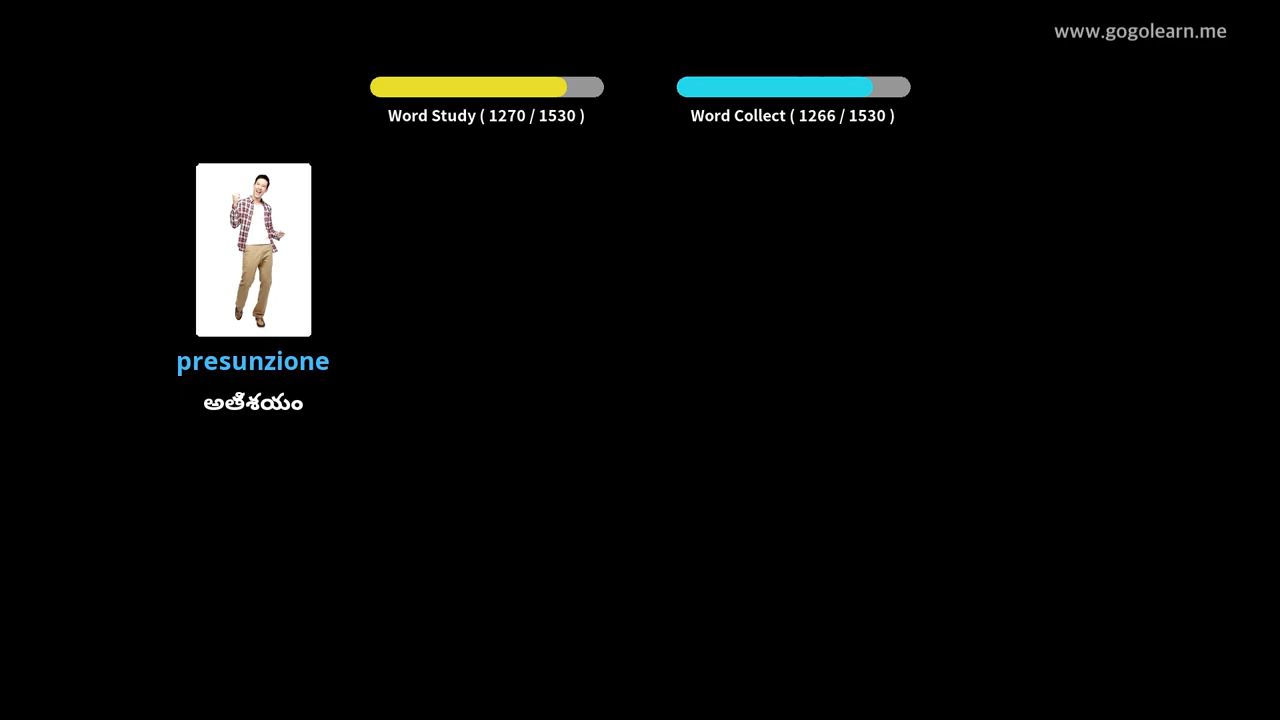 www.gogolearn.me
Word Study ( 1270 / 1530 )
Word Collect ( 1266 / 1530 )
presunzione
అతిశయం